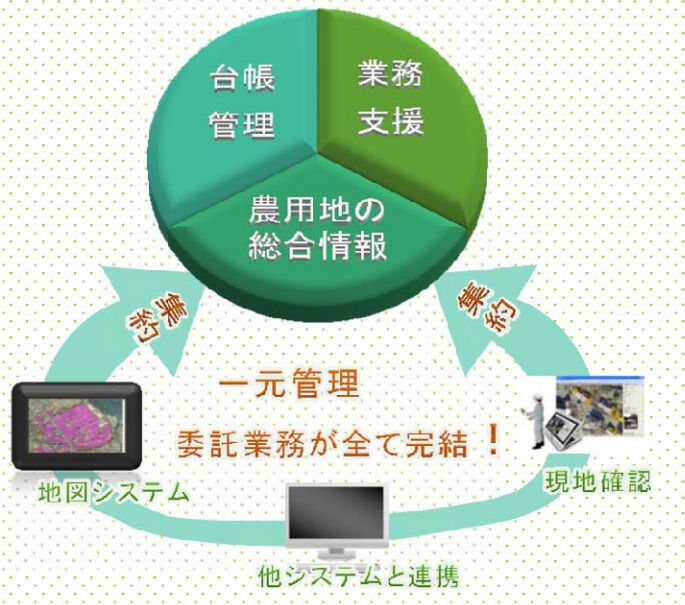 台帳
管理
業務
支援
農用地の
総合情報
集約
集約
一元管理
委託業務が全て完結！
地図システム
現地確認
他システムと連携